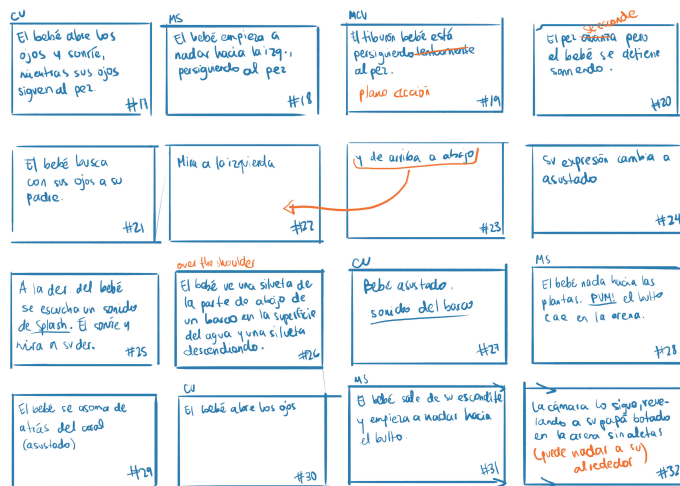 CU
El bebé abre los
ojos y sonríe,
mientras sus ojos
siguen al pez.
#17
MS
El bebé empieza a
nadar hacia la izq.,
persiguendo al pez
#18
MCU
El tiburón bebé está
persiguendo lentamente
al pez.
plano acción
#19
se esconde
El pez avanza pero
el bebé se detiene
sonriendo.
#20
El bebé busca
con sus ojos a su
padre.
#21
Mira a la izquierda
#22
y de arriba a abajo
#23
Su expresión cambia a
asustado
#24
A la der. del bebé
se escucha un sonido
de Splash. El sonríe y
mira a su der.
#25
over the shoulder
El bebé ve una silueta de
la parte de abajo de
un barco en la superficie
del agua y una silueta
descendiendo.
#26
CU
Bebé asustado.
sonido del barco
#27
MS
El bebé nada hacia las
plantas. PUM! el bulto
cae en la arena.
#28
El bebé se asoma de
atrás del coral
(asustado)
#29
CU
El bebé abre los ojos
#30
MS
El bebé sale de su escondite
y empieza a nadar hacia
el bulto.
#31
La cámara lo sigue, reve-
lando a su papá botado
en la arena sin aletas
(puede nadar a su
alrededor)
#32